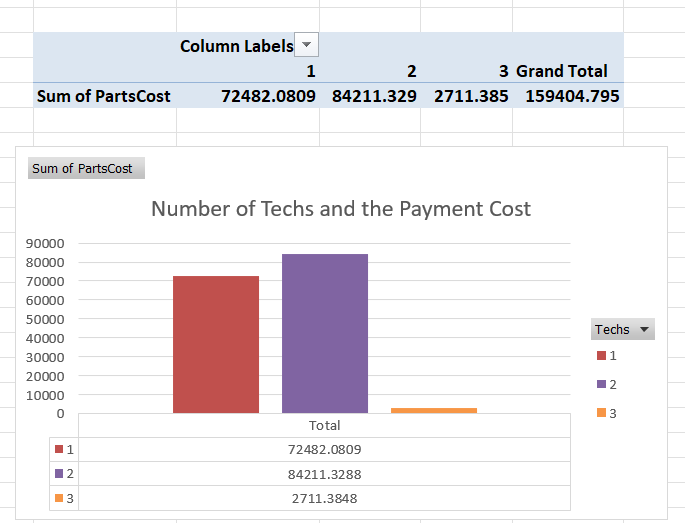 Column Labels
1 2 3 Grand Total
Sum of PartsCost 72482.0809 84211.329 2711.385 159404.795
Sum of PartsCost
Number of Techs and the Payment Cost
90000
80000
70000
60000
50000
40000
30000
20000
10000
0
Total
1 72482.0809
2 84211.3288
3 2711.3848
Techs
1
2
3